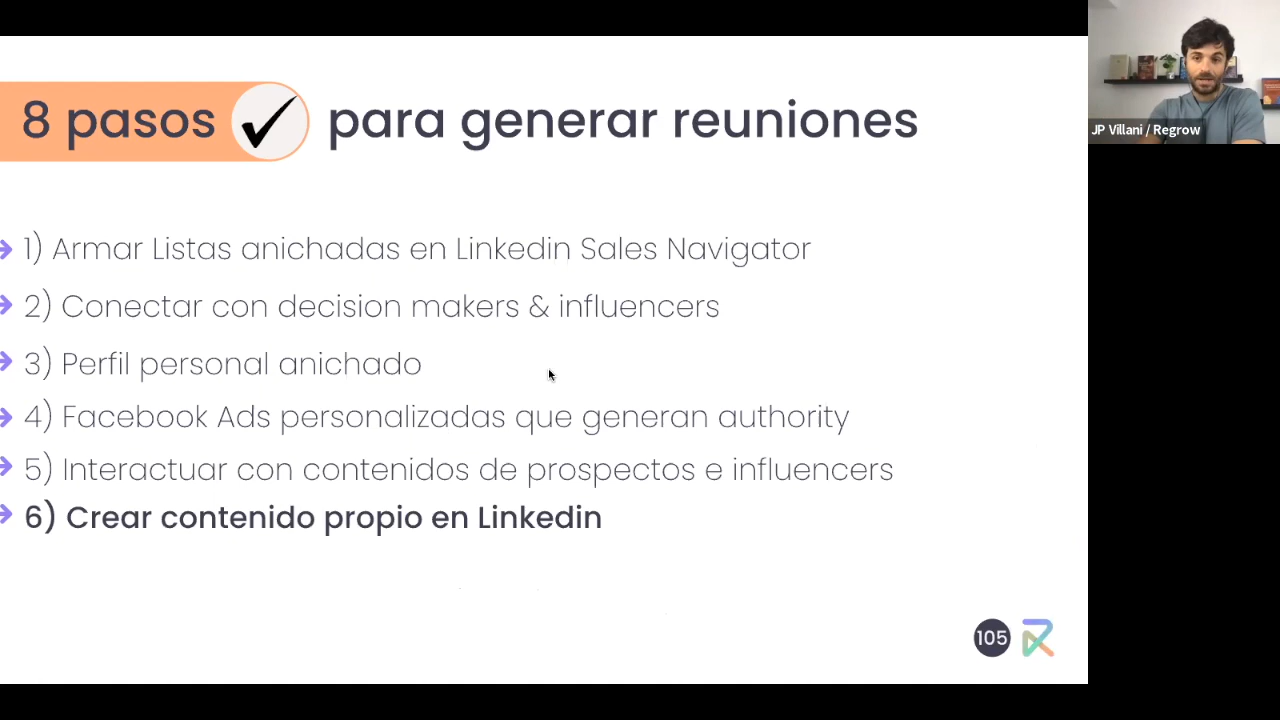 8 pasos para generar reuniones
1) Armar Listas anichadas en Linkedin Sales Navigator
2) Conectar con decision makers & influencers
3) Perfil personal anichado
4) Facebook Ads personalizadas que generan authority
5) Interactuar con contenidos de prospectos e influencers
6) Crear contenido propio en Linkedin
105
JP Villani / Regrow